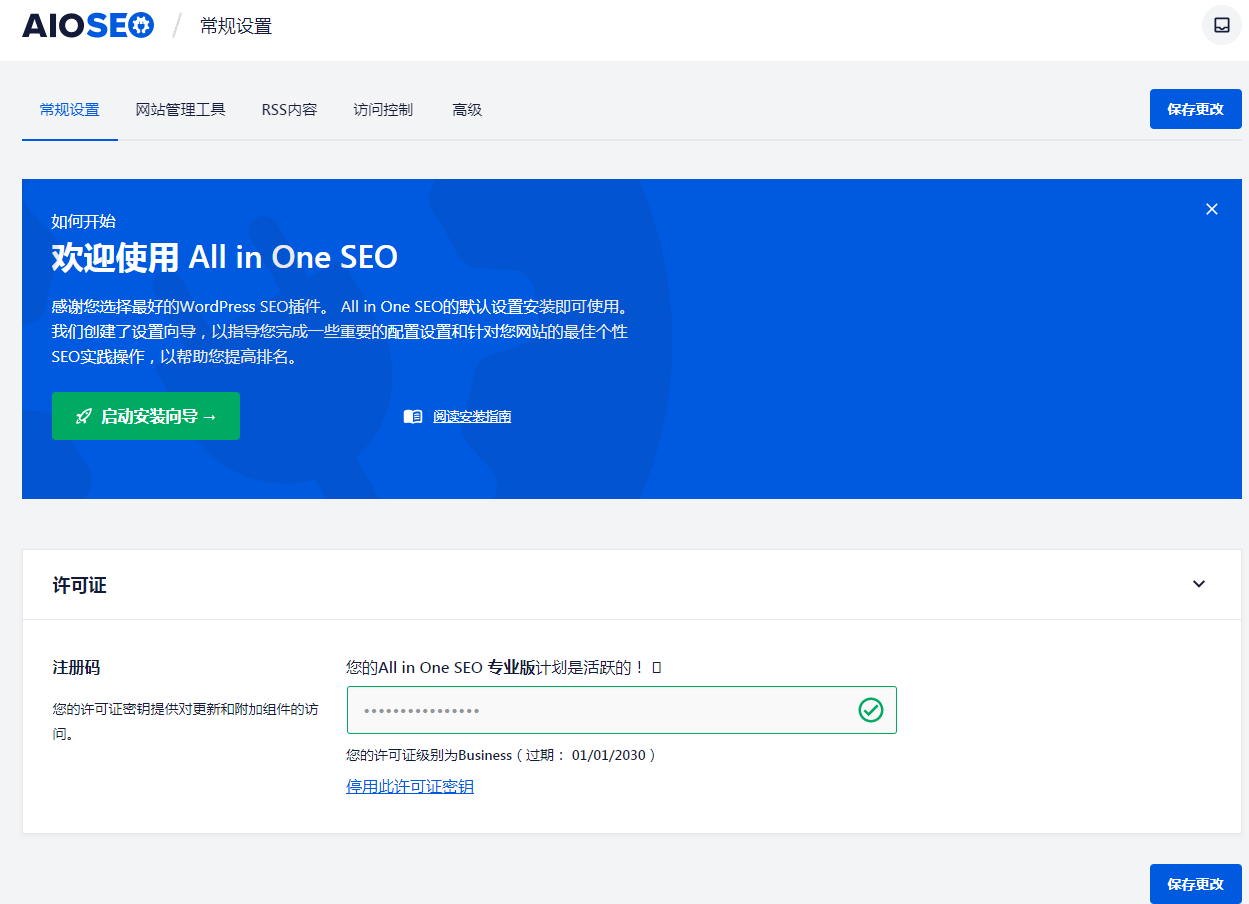 AIOSEO / 常规设置
常规设置 网站管理工具 RSS内容 访问控制 高级 保存更改
如何开始
欢迎使用 All in One SEO
感谢您选择最好的WordPress SEO插件。 All in One SEO的默认设置安装即可使用。
我们创建了设置向导，以指导您完成一些重要的配置设置和针对您网站的最佳个性
SEO实践操作，以帮助您提高排名。
启动安装向导→ 阅读安装指南
许可证
注册码
您的许可证密钥提供对更新和附加组件的访
问。
您的All in One SEO 专业版计划是活跃的！
••••••••••••••••
您的许可证级别为Business（过期： 01/01/2030 ）
停用此许可证密钥
保存更改